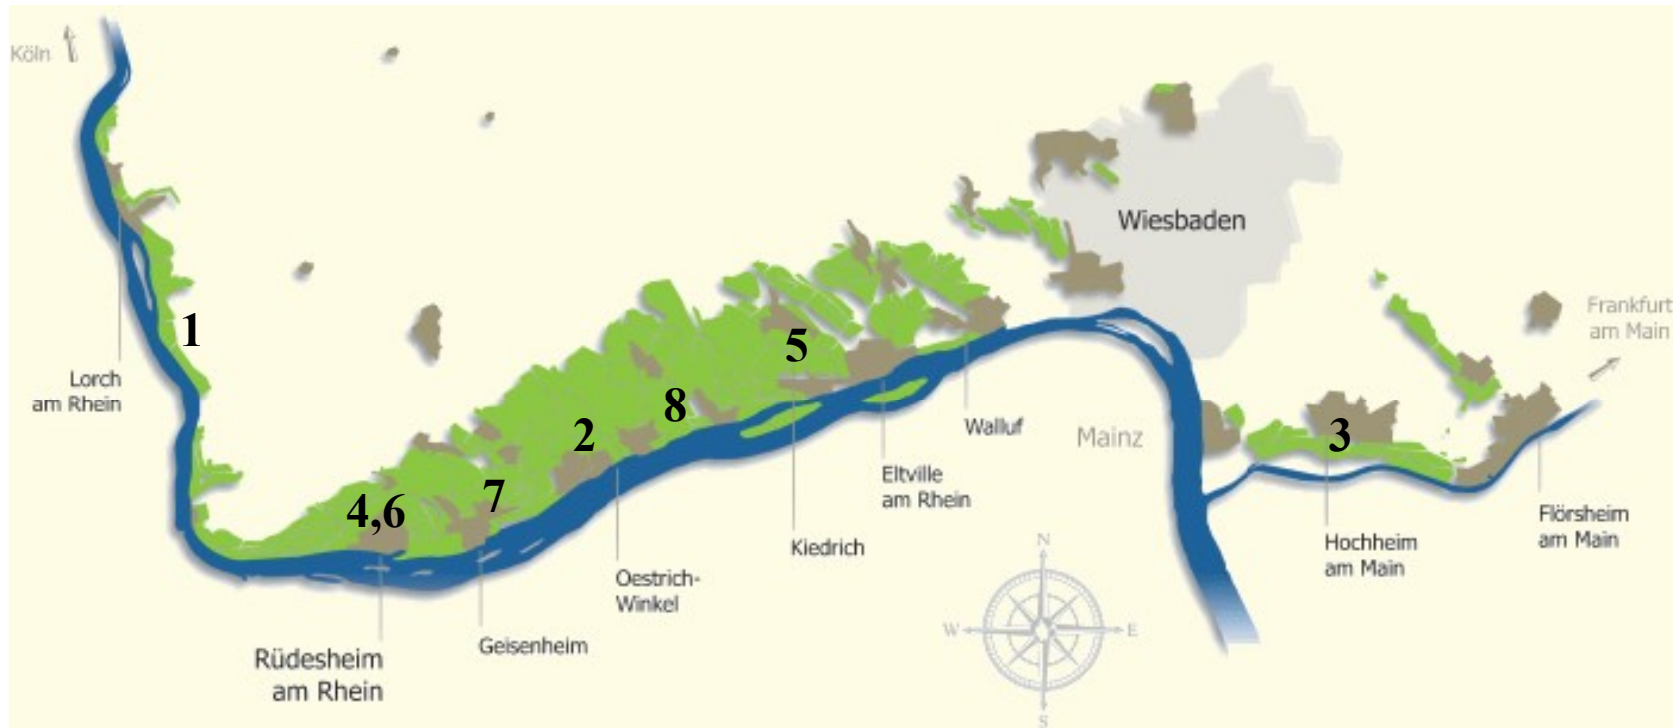 Köln
Wiesbaden
Frankfurt
am Main
1
5
Lorch
am Rhein
8
2
Walluf
Mainz
3
Eltville
am Rhein
4,6
7
Flörsheim
am Main
Kiedrich
Hochheim
am Main
N
Oestrich-
Winkel
W
E
Geisenheim
Rüdesheim
am Rhein
S